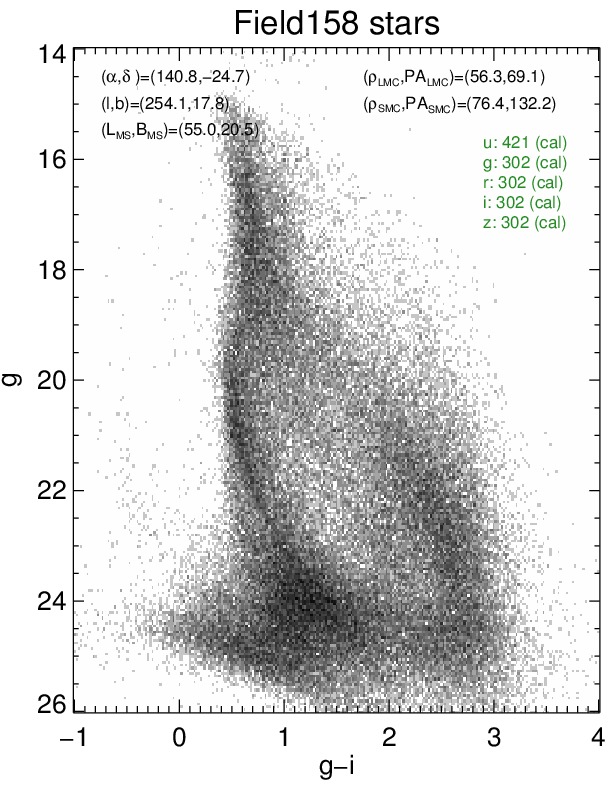 Field158 stars
(α,δ )=(140.8,−24.7)
(l,b)=(254.1,17.8)
(LMS,BMS)=(55.0,20.5)
(ρLMC,PALMC)=(56.3,69.1)
(ρSMC,PASMC)=(76.4,132.2)
u: 421 (cal)
g: 302 (cal)
r: 302 (cal)
i: 302 (cal)
z: 302 (cal)
14
16
18
20
22
24
26
g
−1 0 1 2 3 4
g−i